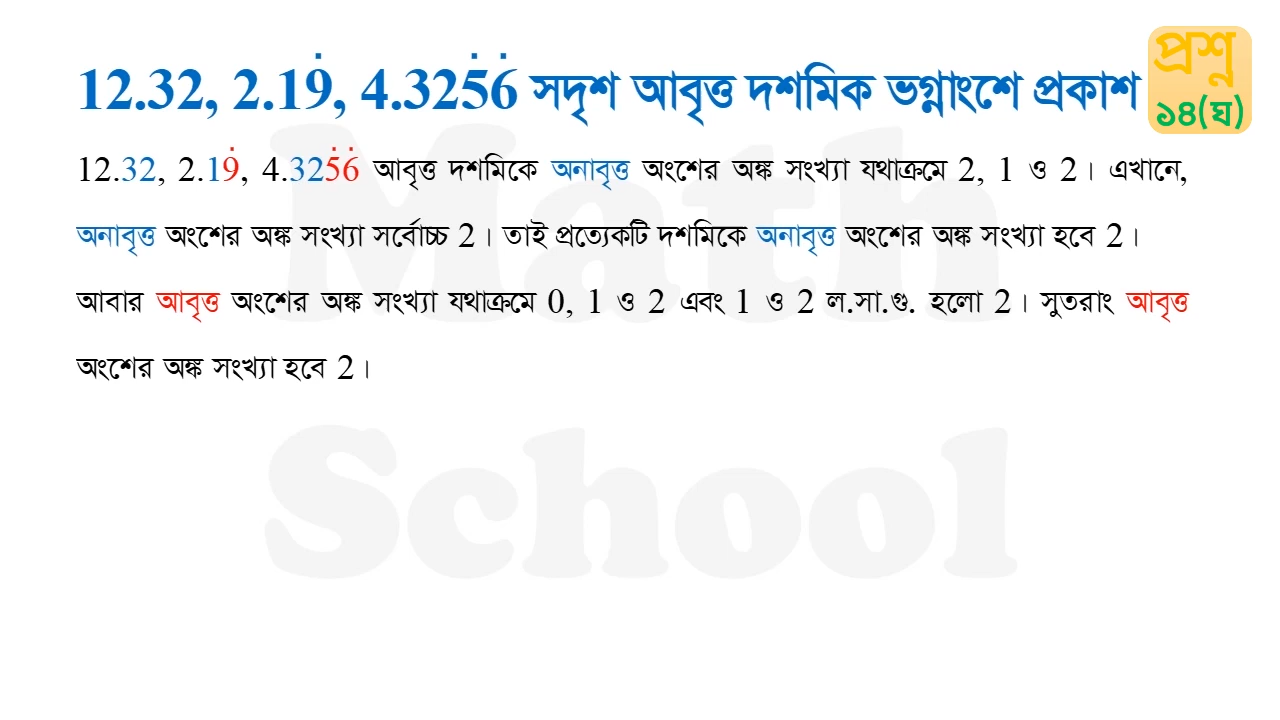 12.32, 2.19̇, 4.325̇6̇ সদৃশ আবৃত্ত দশমিক ভগ্নাংশে প্রকাশ
প্রশ্ন
১৪(ঘ)
12.32, 2.19̇, 4.325̇6̇ আবৃত্ত দশমিকে অনাবৃত্ত অংশের অঙ্ক সংখ্যা যথাক্রমে 2, 1 ও 2। এখানে,
অনাবৃত্ত অংশের অঙ্ক সংখ্যা সর্বোচ্চ 2। তাই প্রত্যেকটি দশমিকে অনাবৃত্ত অংশের অঙ্ক সংখ্যা হবে 2।
আবার আবৃত্ত অংশের অঙ্ক সংখ্যা যথাক্রমে 0, 1 ও 2 এবং 1 ও 2 ল.সা.গু. হলো 2। সুতরাং আবৃত্ত
অংশের অঙ্ক সংখ্যা হবে 2।
Math
School